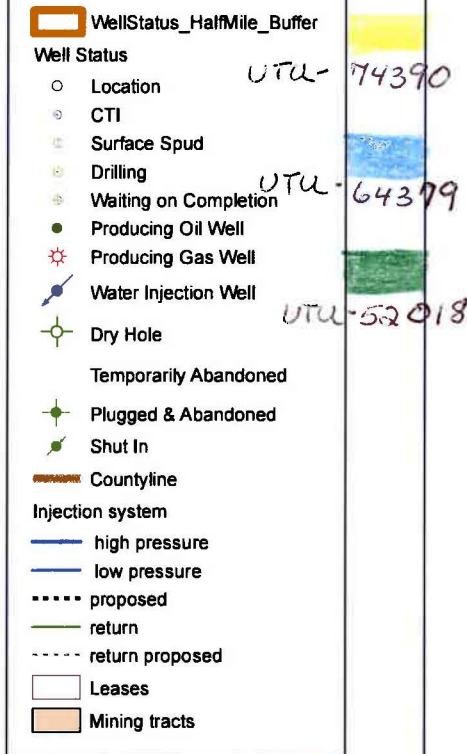 WellStatus_HalfMile_Buffer
Well Status
UTU- 74390
Location
CTI
Surface Spud
Drilling
Waiting on Completion
UTU- 64379
Producing Oil Well
Producing Gas Well
Water Injection Well
UTU-52018
Dry Hole
Temporarily Abandoned
Plugged & Abandoned
Shut In
Countyline
Injection system
high pressure
low pressure
proposed
return
return proposed
Leases
Mining tracts